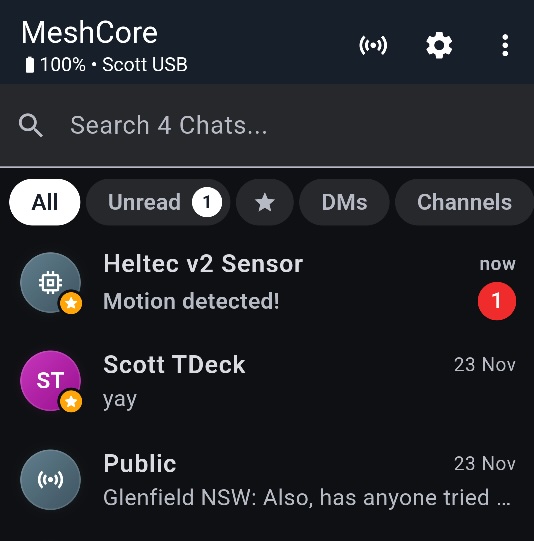 MeshCore
100% • Scott USB
Search 4 Chats...
All
Unread 1
DMs
Channels
Heltec v2 Sensor
now
Motion detected!
1
ST
Scott TDeck
23 Nov
yay
Public
23 Nov
Glenfield NSW: Also, has anyone tried ...